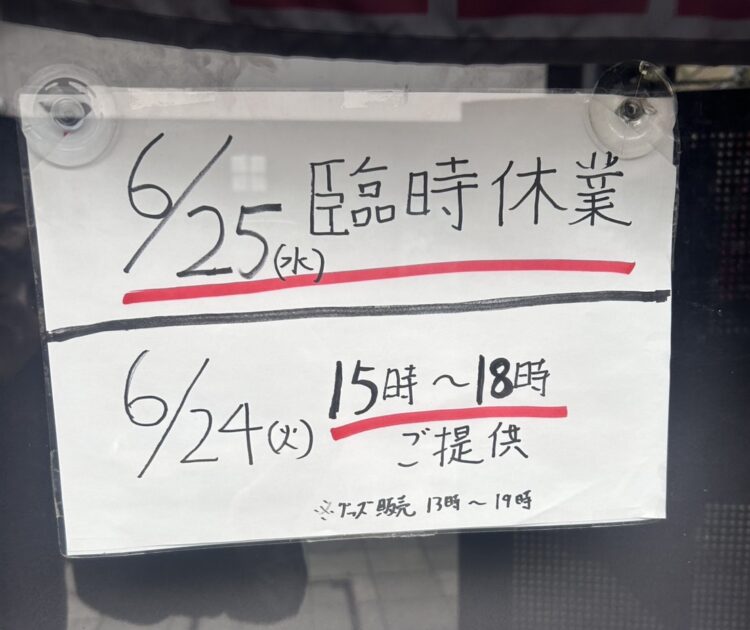 6/25(水) 臨時休業
6/24(火) 15時〜18時
ご提供
※グッズ販売 13時〜19時